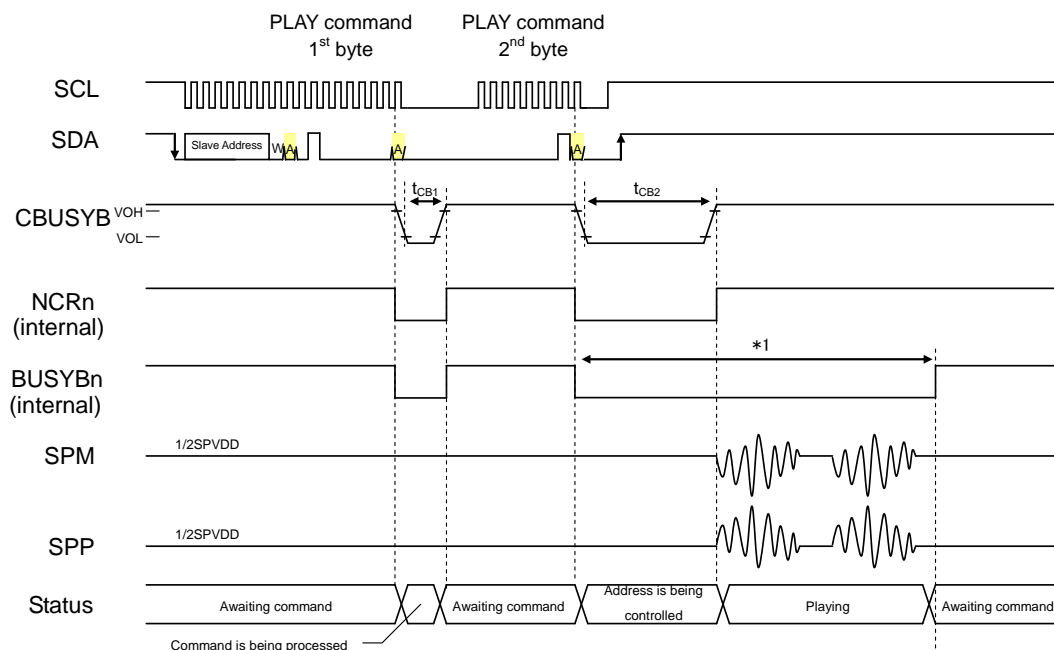 PLAY command
1st byte
PLAY command
2nd byte
SCL
SDA
Slave Address
W
A
A
A
tCB1
tCB2
CBUSYB
VOH
VOL
NCRn
(internal)
*1
BUSYBn
(internal)
1/2SPVDD
SPM
1/2SPVDD
SPP
Status
Awaiting command
Awaiting command
Address is being
controlled
Playing
Awaiting command
Command is being processed